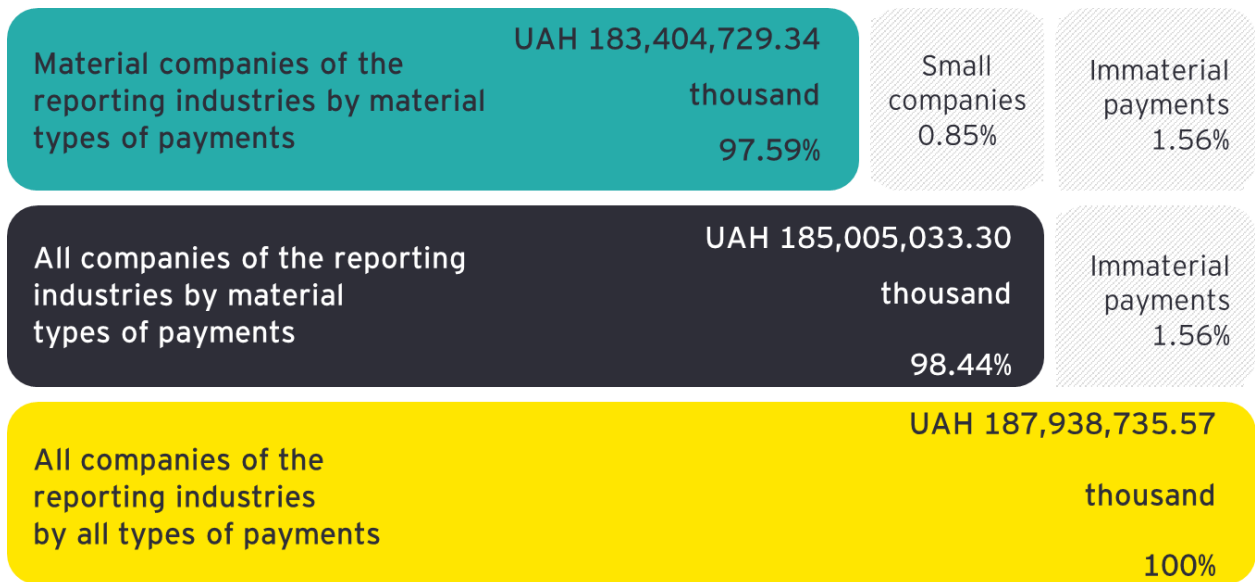 Material companies of the
reporting industries by material
types of payments
UAH 183,404,729.34
thousand
97.59%
Small
companies
0.85%
Immaterial
payments
1.56%
All companies of the reporting
industries by material
types of payments
UAH 185,005,033.30
thousand
98.44%
Immaterial
payments
1.56%
All companies of the
reporting industries
by all types of payments
UAH 187,938,735.57
thousand
100%